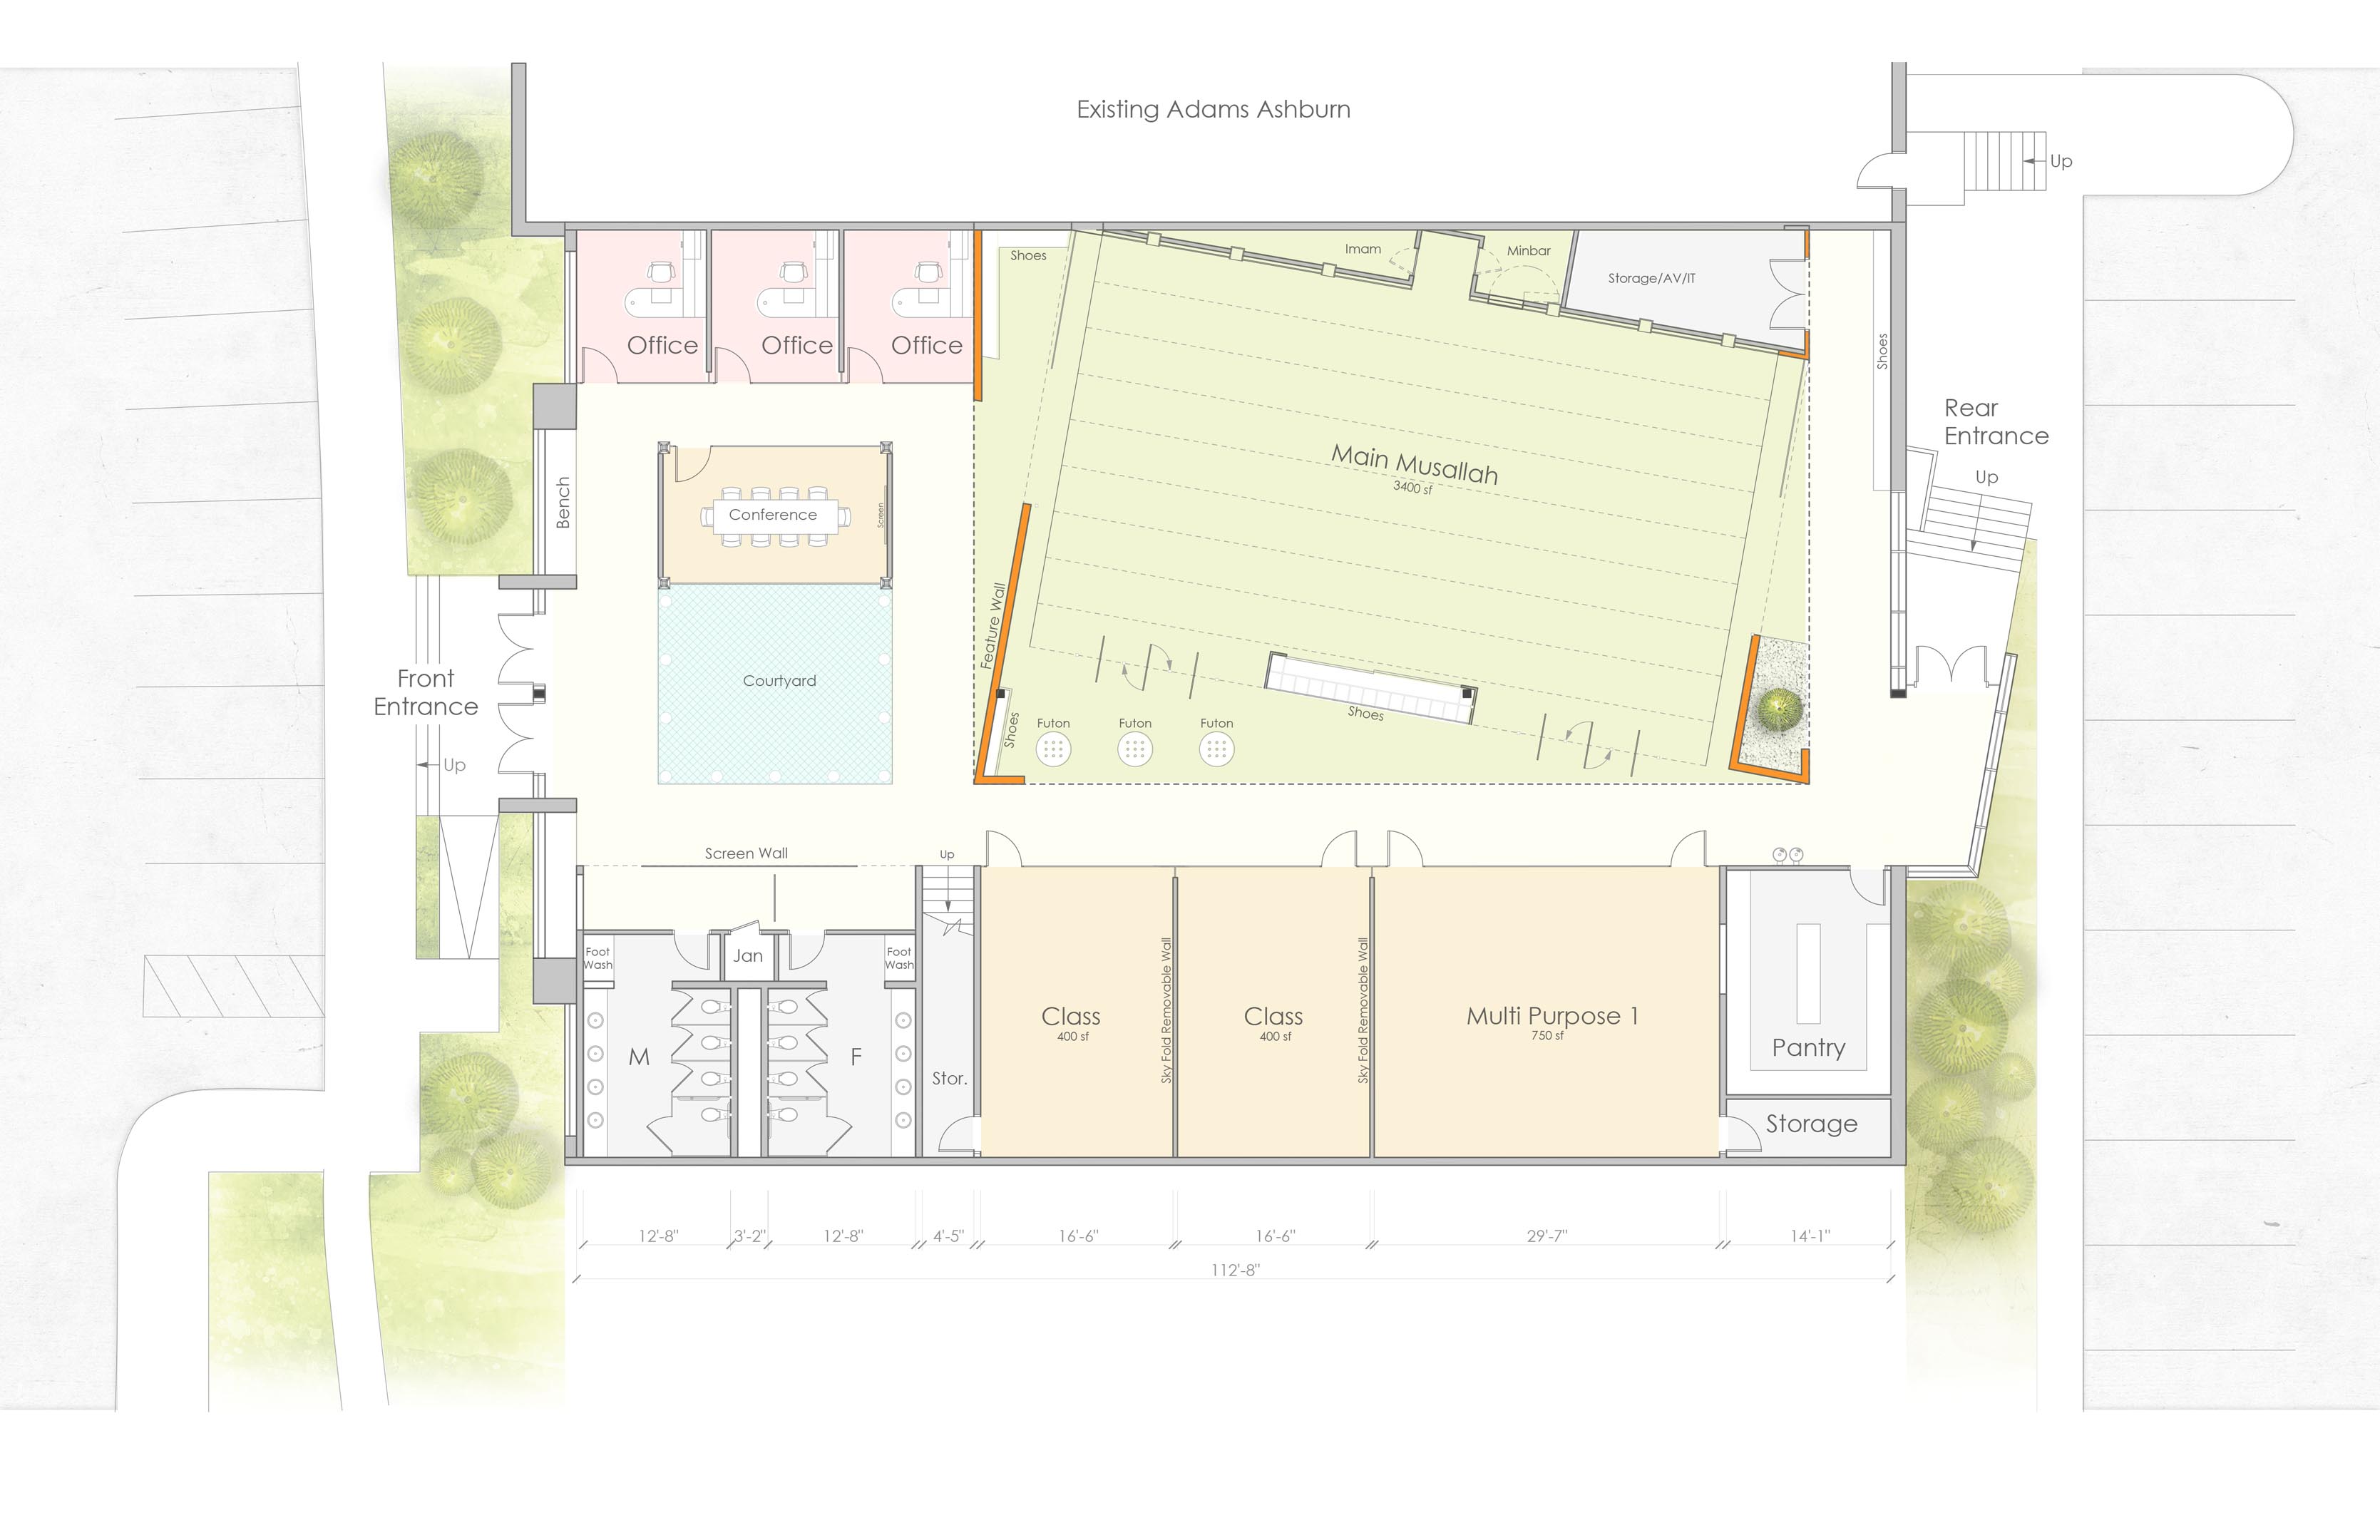 Existing Adams Ashburn
Up
Shoes
Imam
Minbar
Storage/AV/IT
Office
Office
Office
Shoes
Rear
Entrance
Up
Main Musallah
3400 sf
Bench
Conference
Screen
Feature Wall
Courtyard
Front
Entrance
Up
Shoes
Futon
Futon
Futon
Shoes
Screen Wall
Up
Foot
Wash
Jan
Foot
Wash
M
F
Stor.
Class
400 sf
Sky Fold Removable Wall
Class
400 sf
Sky Fold Removable Wall
Multi Purpose 1
750 sf
Pantry
Storage
12'-8"
3'-2"
12'-8"
4'-5"
16'-6"
16'-6"
29'-7"
14'-1"
112'-8"